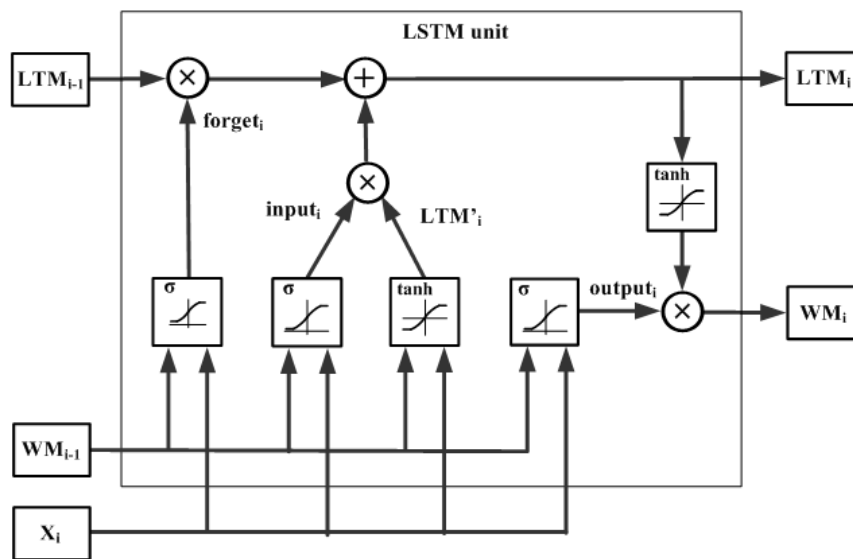 LSTM unit
LTMᵢ₋₁
×
+
LTMᵢ
forgetᵢ
tanh
×
inputᵢ
LTM’ᵢ
σ
σ
tanh
σ
outputᵢ
×
WMᵢ
WMᵢ₋₁
Xᵢ